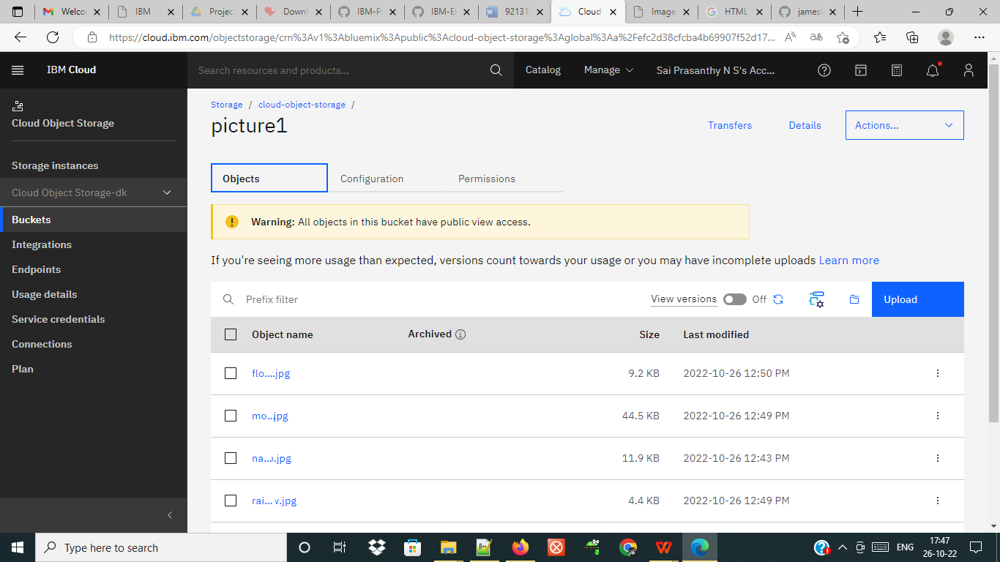 Welco
IBM
Project
Downl
IBM-Pr
IBM-EP
92131
Cloud
Image
HTML
james
https://cloud.ibm.com/objectstorage/crn%3Av1%3Abluemix%3Apublic%3Acloud-object-storage%3Aglobal%3Aa%2Fefc2d38cfcba4b69907f52d17...
IBM Cloud
Search resources and products...
Catalog
Manage
Sai Prasanthy N S's Acc...
Cloud Object Storage
Storage instances
Cloud Object Storage-dk
Buckets
Integrations
Endpoints
Usage details
Service credentials
Connections
Plan
Storage / cloud-object-storage /
picture1
Transfers
Details
Actions...
Objects
Configuration
Permissions
Warning: All objects in this bucket have public view access.
If you're seeing more usage than expected, versions count towards your usage or you may have incomplete uploads Learn more
Prefix filter
View versions
Off
Upload
Object name Archived Size Last modified
flo....jpg 9.2 KB 2022-10-26 12:50 PM
mo...jpg 44.5 KB 2022-10-26 12:49 PM
na....jpg 11.9 KB 2022-10-26 12:43 PM
rai....jpg 4.4 KB 2022-10-26 12:49 PM
Type here to search
ENG
17:47
26-10-22